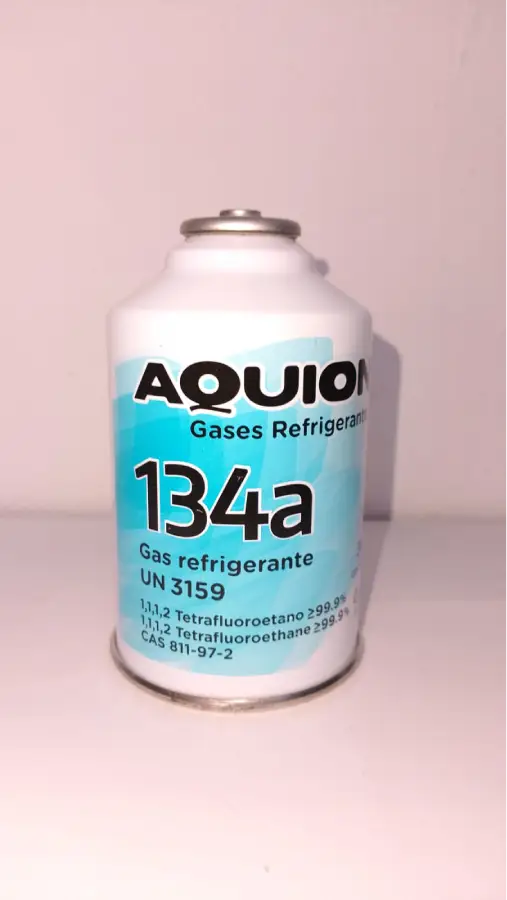 AQUION
Gases Refrigerant
134a
Gas refrigerante
UN 3159
1,1,1,2 Tetrafluoroetano ≥99.9%
1,1,1,2 Tetrafluoroethane ≥99.9%
CAS 811-97-2